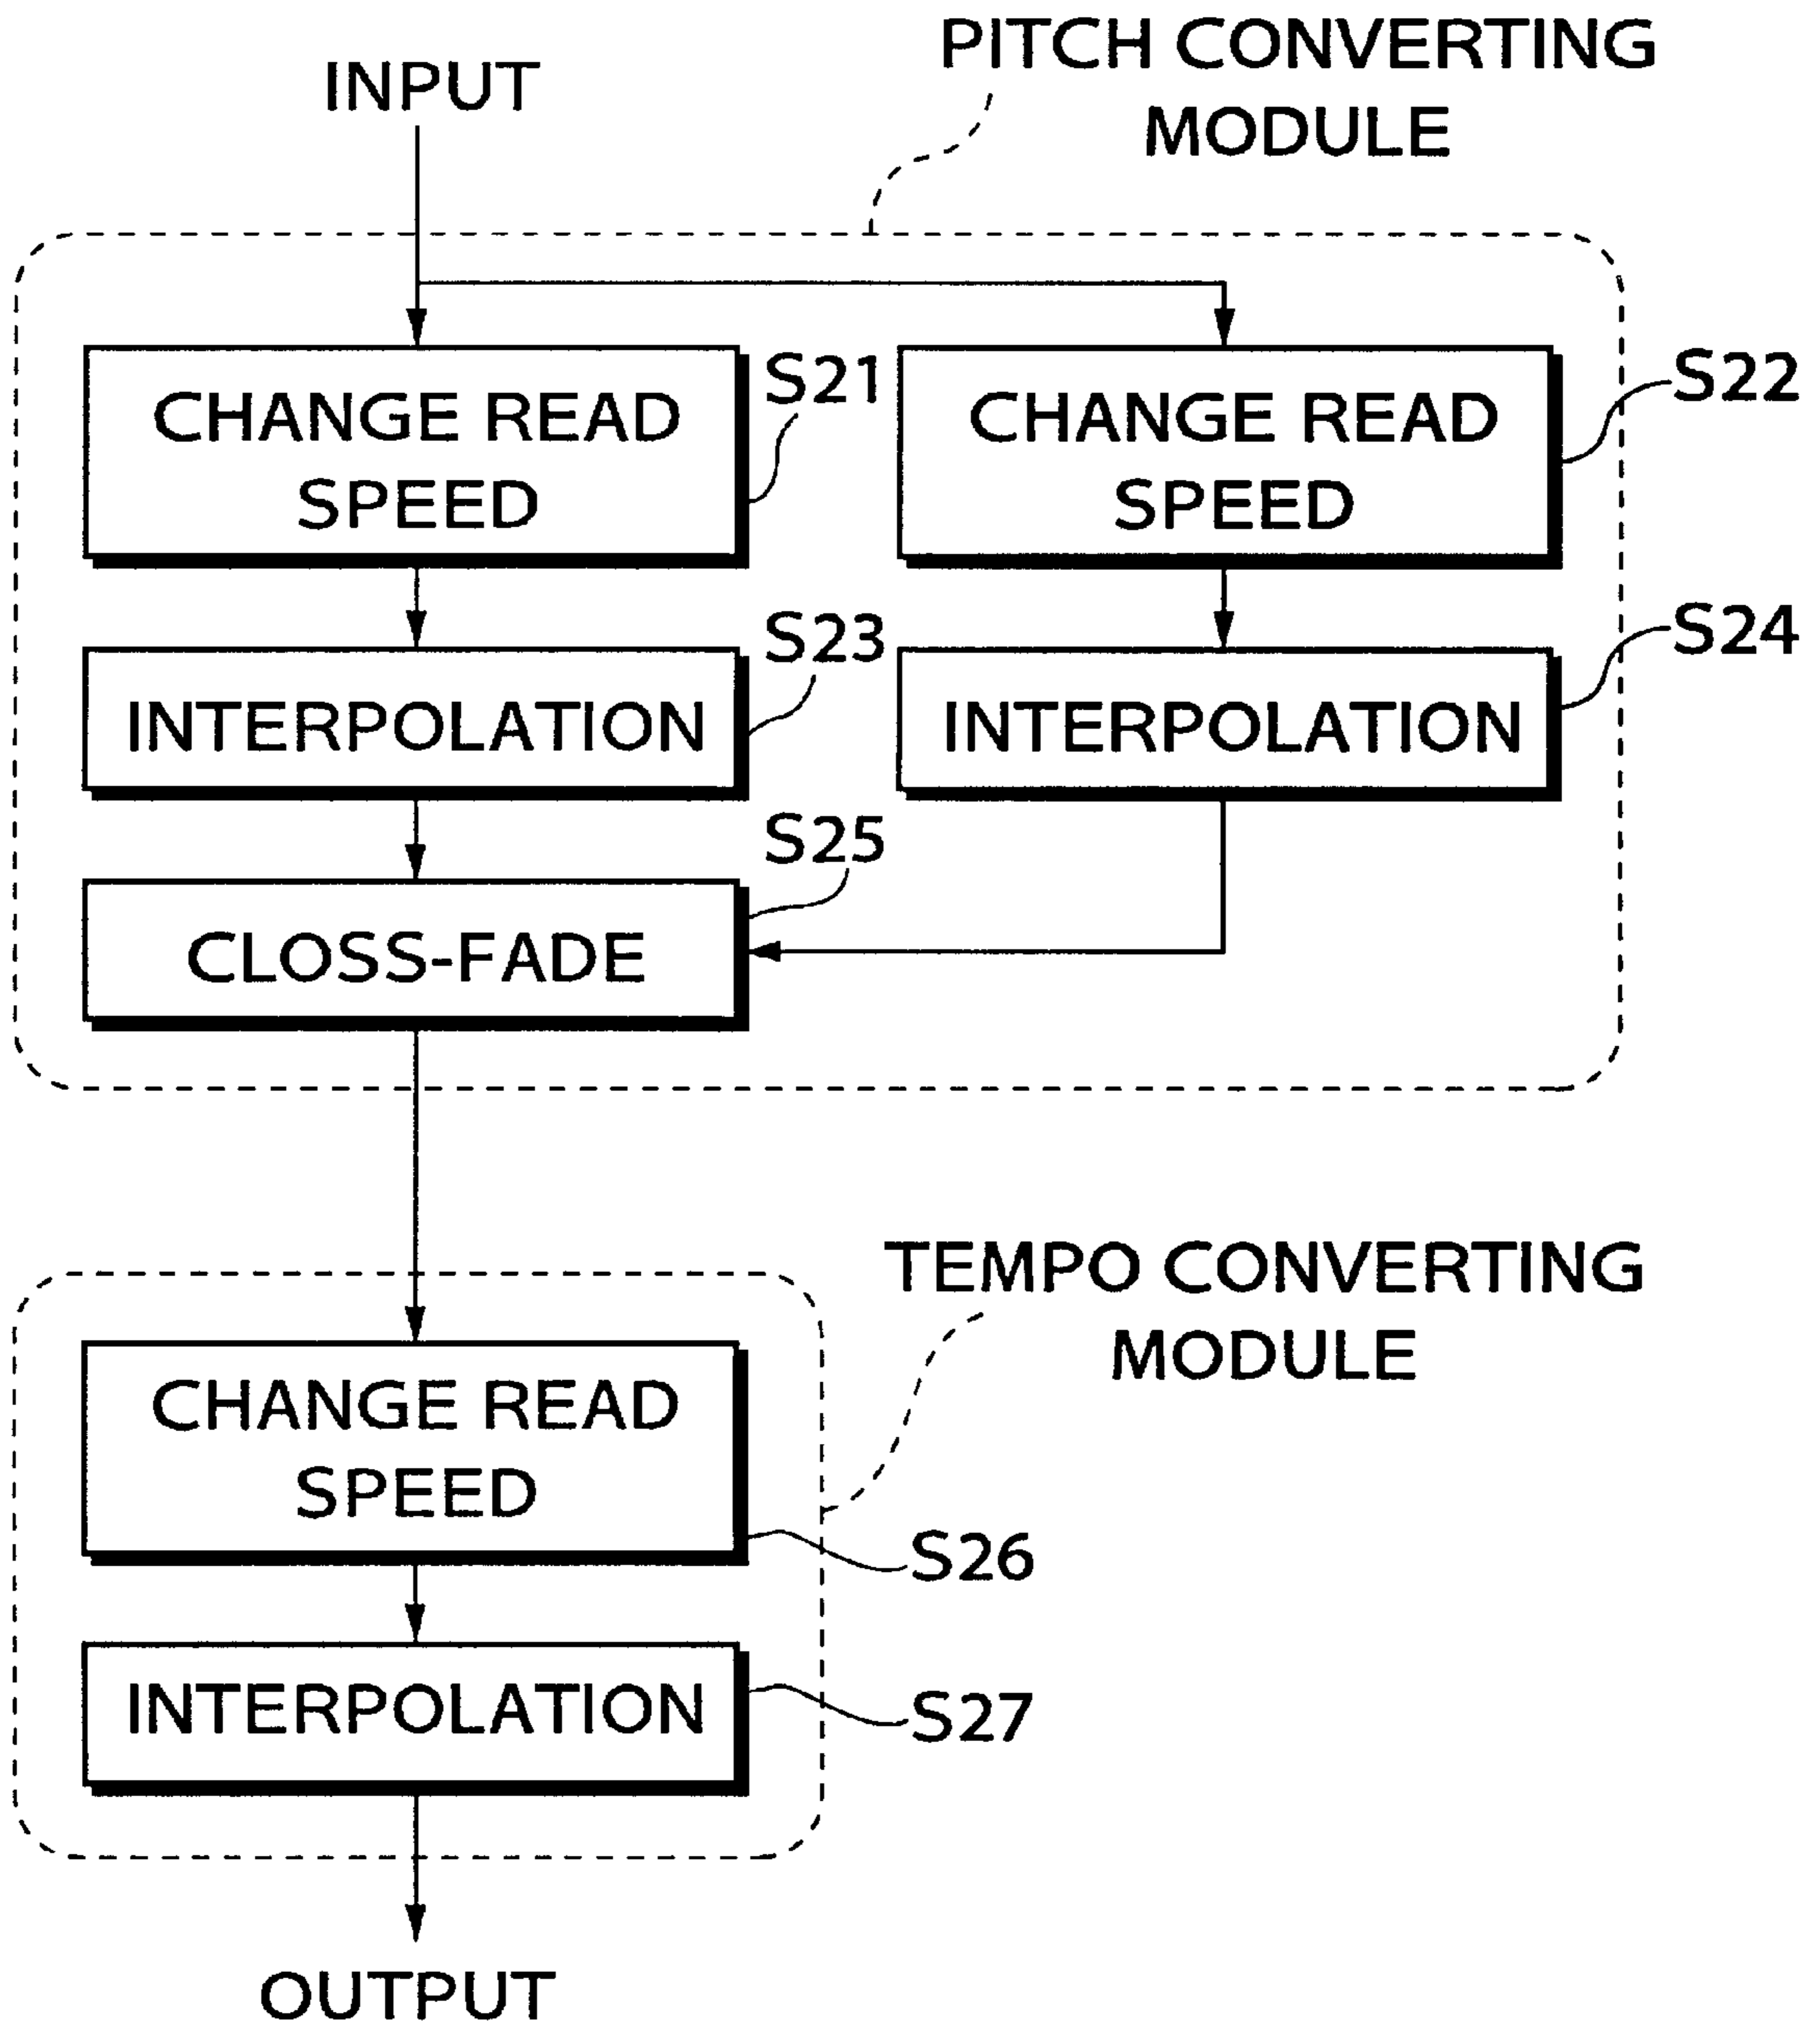 PITCH CONVERTING
MODULE
INPUT
CHANGE READ
SPEED
S21
CHANGE READ
SPEED
S22
INTERPOLATION
S23
INTERPOLATION
S24
CLOSS-FADE
S25
TEMPO CONVERTING
MODULE
CHANGE READ
SPEED
S26
INTERPOLATION
S27
OUTPUT